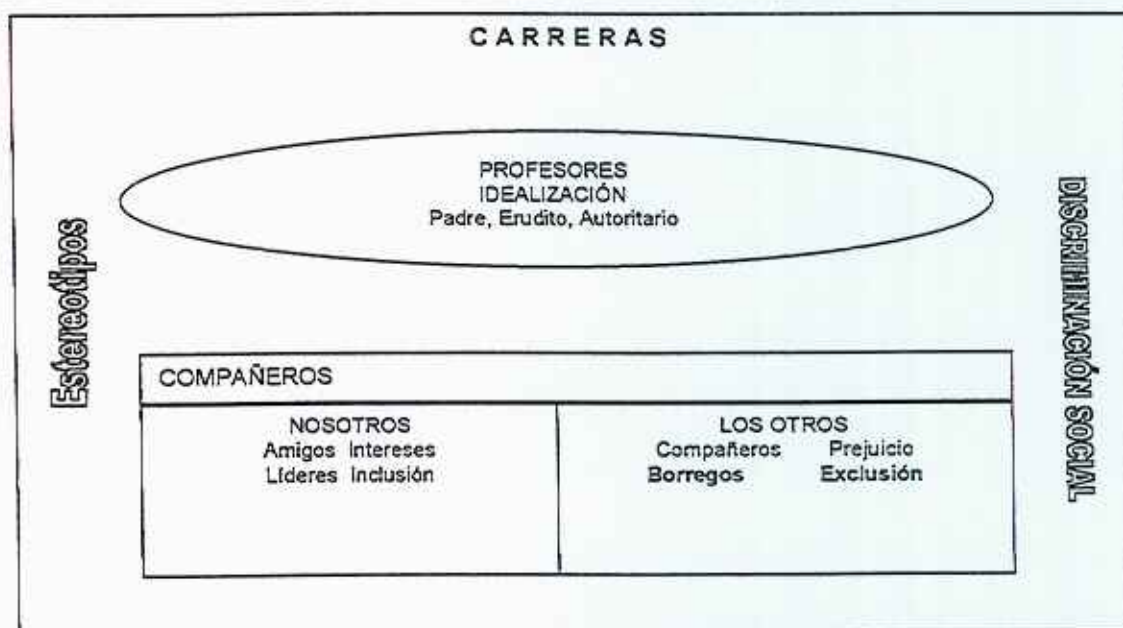 CARRERAS
PROFESORES
IDEALIZACIÓN
Padre, Erudito, Autoritario
Estereotipos
DISCRIMINACIÓN SOCIAL
COMPAÑEROS
NOSOTROS
Amigos Intereses
Líderes Inclusión
LOS OTROS
Compañeros Prejuicio
Borregos Exclusión